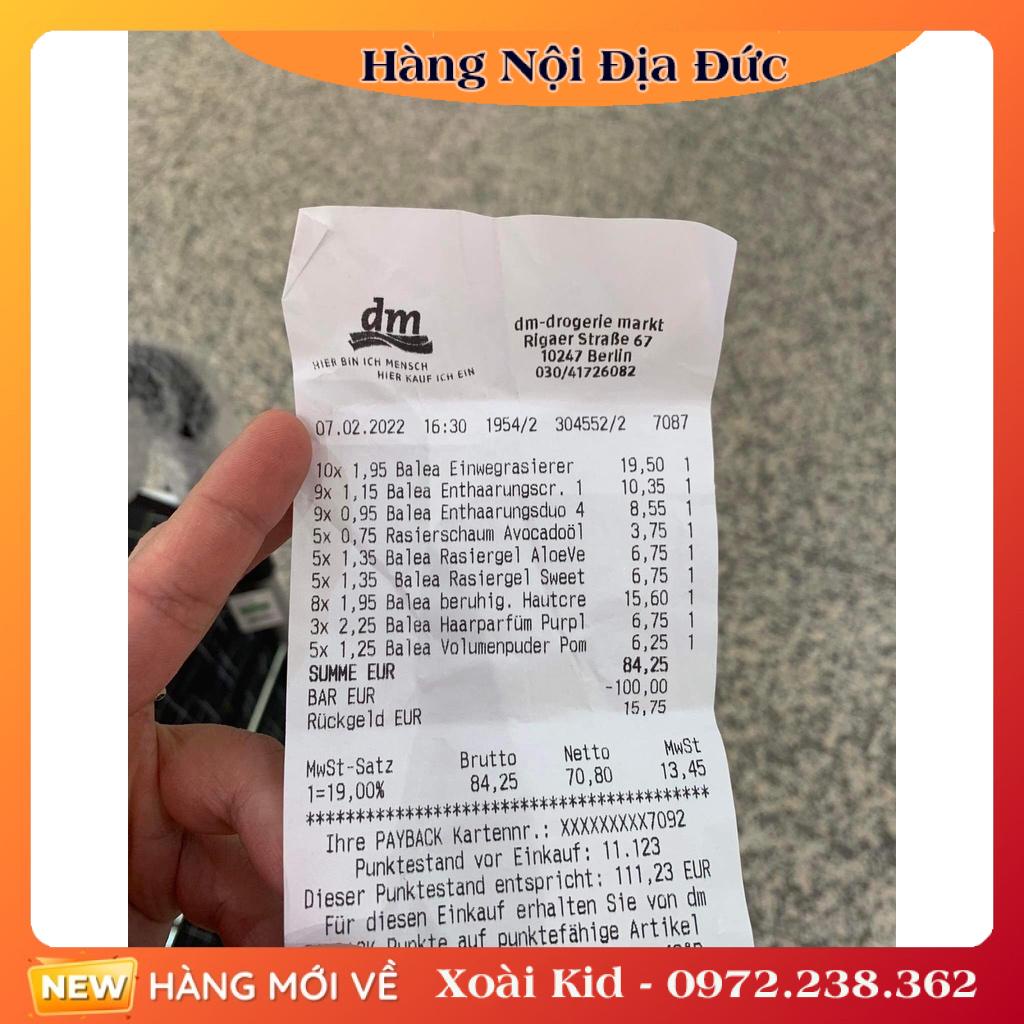 Hàng Nội Địa Đức
dm
HIER BIN ICH MENSCH
HIER KAUF ICH EIN
dm-drogerie markt
Rigaer Straße 67
10247 Berlin
030/41726082
07.02.2022 16:30 1954/2 304552/2 7087
10x 1,95 Balea Einwegrasierer 19,50 1
9x 1,15 Balea Enthaarungscr. 1 10,35 1
9x 0,95 Balea Enthaarungsduo 4 8,55 1
5x 0,75 Rasierschaum Avocadoöl 3,75 1
5x 1,35 Balea Rasiergel AloeVe 6,75 1
5x 1,35 Balea Rasiergel Sweet 6,75 1
8x 1,95 Balea beruhig. Hautcre 15,60 1
3x 2,25 Balea Haarparfüm Purpl 6,75 1
5x 1,25 Balea Volumenpuder Pom 6,25 1
SUMME EUR 84,25
BAR EUR -100,00
Rückgeld EUR 15,75
MwSt-Satz Brutto Netto MwSt
1=19,00% 84,25 70,80 13,45
******************************************
Ihre PAYBACK Kartennr.: XXXXXXXXX7092
Punktestand vor Einkauf: 11.123
Dieser Punktestand entspricht: 111,23 EUR
Für diesen Einkauf erhalten Sie von dm
Punkte auf punktefähige Artikel
NEW HÀNG MỚI VỀ Xoài Kid - 0972.238.362